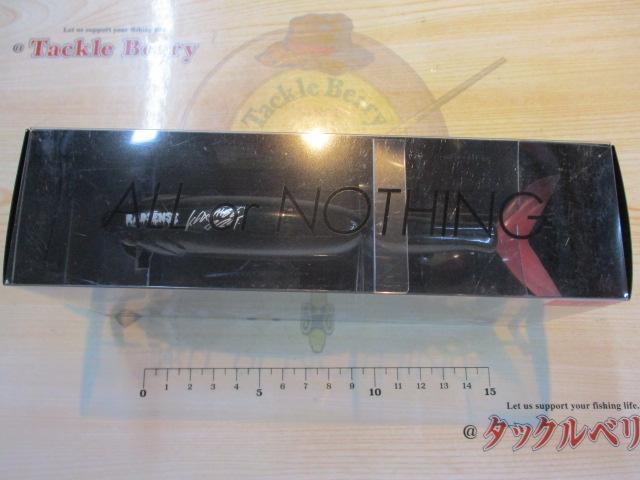 Let us support your fishing life.
@ Tackle Berry
Tackle Berry
ALL or NOTHING
0 1 2 3 4 5 6 7 8 9 10 11 12 13 14 15
Let us support your fishing life.
@ タックルベリ